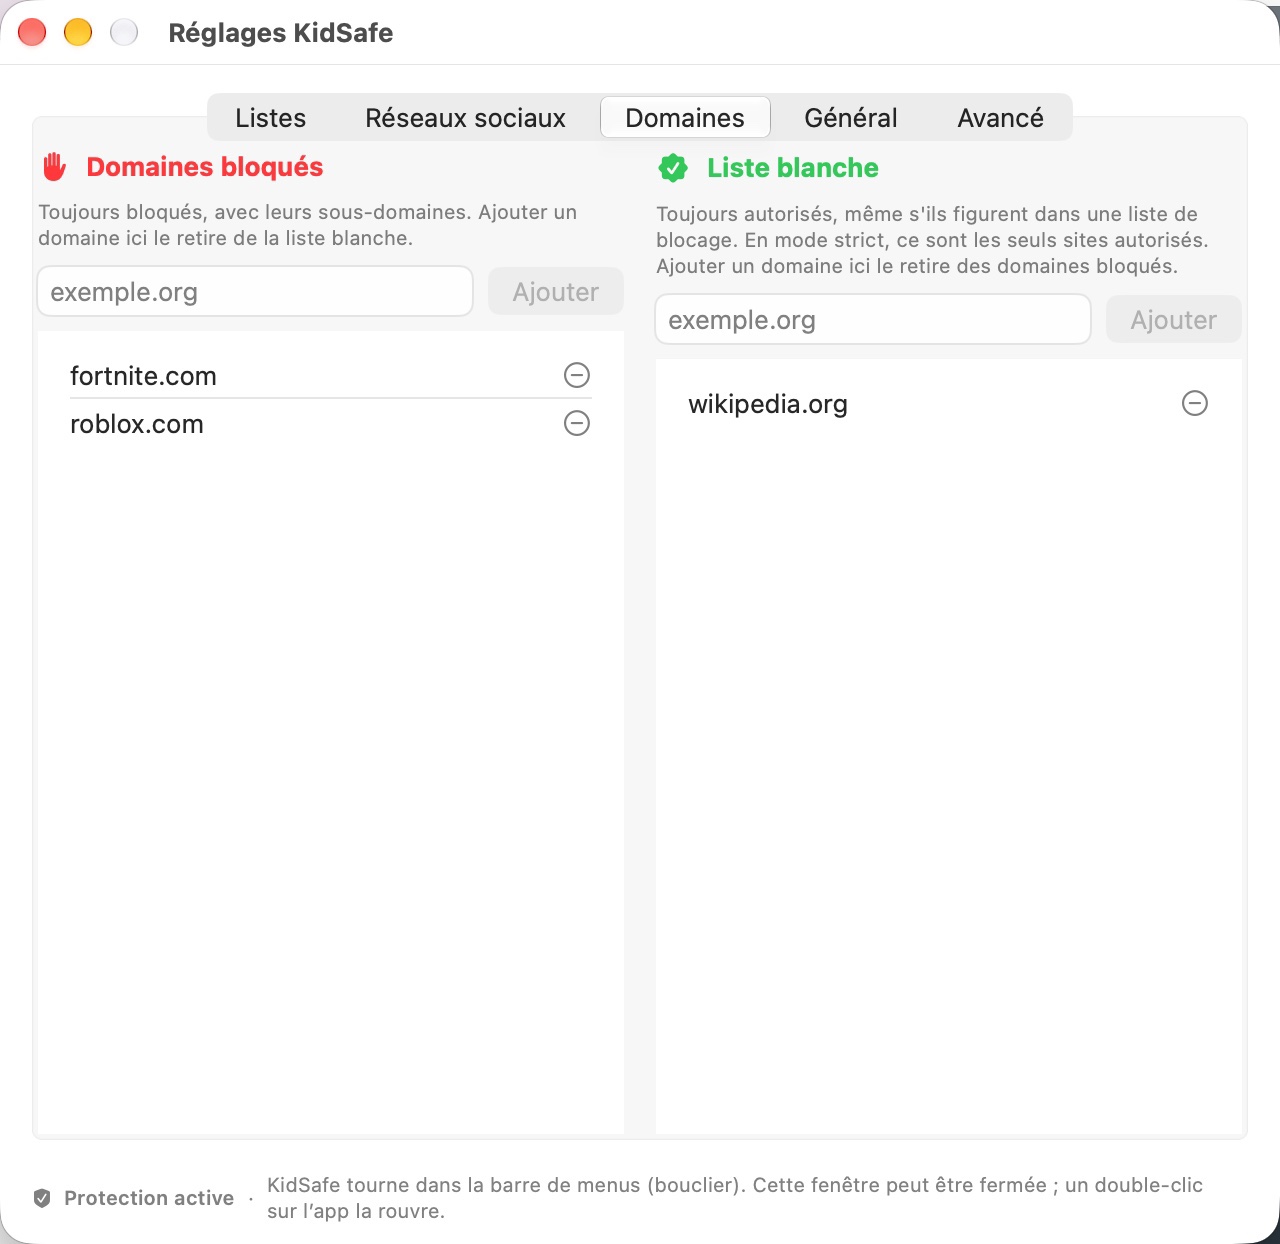 Réglages KidSafe
Listes
Réseaux sociaux
Domaines
Général
Avancé
Domaines bloqués
Toujours bloqués, avec leurs sous-domaines. Ajouter un
domaine ici le retire de la liste blanche.
exemple.org
Ajouter
fortnite.com
roblox.com
Liste blanche
Toujours autorisés, même s'ils figurent dans une liste de
blocage. En mode strict, ce sont les seuls sites autorisés.
Ajouter un domaine ici le retire des domaines bloqués.
exemple.org
Ajouter
wikipedia.org
Protection active ·
KidSafe tourne dans la barre de menus (bouclier). Cette fenêtre peut être fermée ; un double-clic
sur l’app la rouvre.